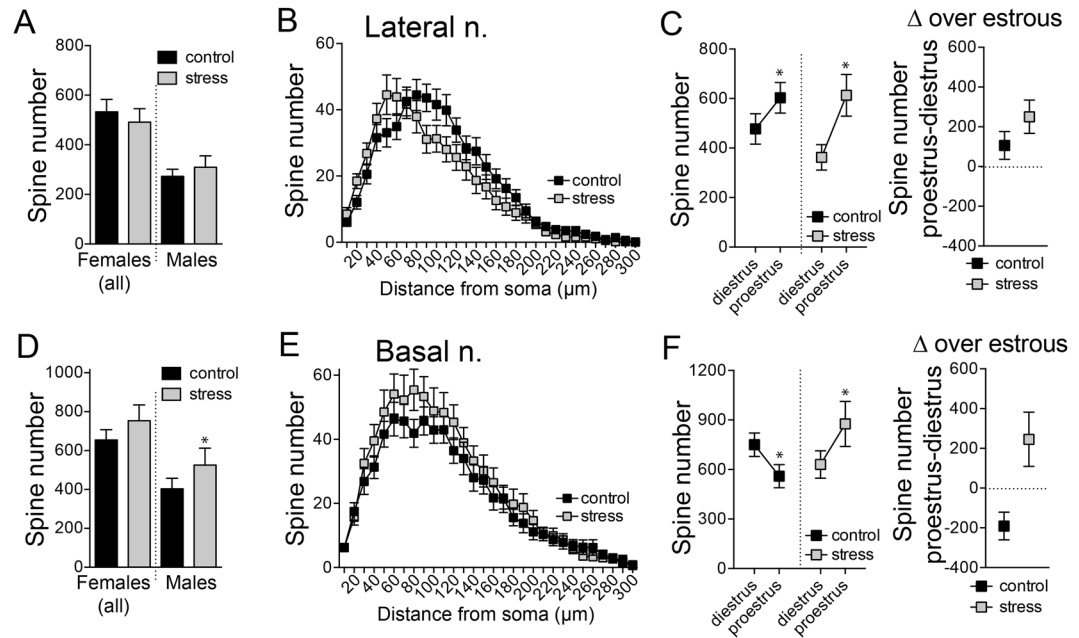 A
Spine number
800
600
400
200
0
control
stress
Females
(all)
Males
B
Lateral n.
Spine number
60
40
20
0
control
stress
20 40 60 80 100 120 140 160 180 200 220 240 260 280 300
Distance from soma (µm)
C
Spine number
800
600
400
200
0
* *
control
stress
diestrus
proestrus
diestrus
proestrus
Δ over estrous
Spine number
proestrus-diestrus
600
400
200
0
-200
-400
control
stress
D
Spine number
1000
800
600
400
200
0
control
stress
*
Females
(all)
Males
E
Basal n.
Spine number
60
40
20
0
control
stress
20 40 60 80 100 120 140 160 180 200 220 240 260 280 300
Distance from soma (µm)
F
Spine number
1200
900
600
300
0
* *
control
stress
diestrus
proestrus
diestrus
proestrus
Δ over estrous
Spine number
proestrus-diestrus
600
400
200
0
-200
-400
control
stress